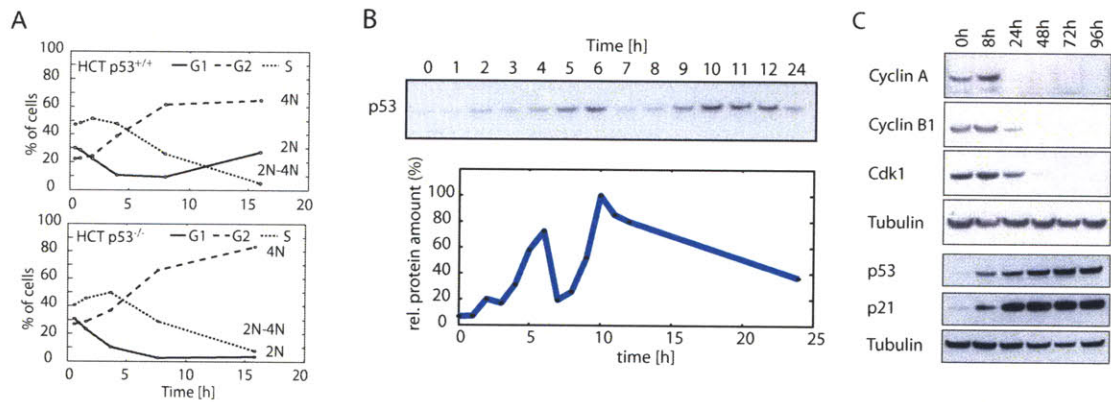 A
HCT p53+/+ G1 G2 S
100
80
60
40
20
0
% of cells
4N
2N
2N-4N
0 5 10 15 20
HCT p53-/- G1 G2 S
100
80
60
40
20
0
% of cells
4N
2N-4N
2N
0 5 10 15 20
Time [h]
B
Time [h]
0 1 2 3 4 5 6 7 8 9 10 11 12 24
p53
rel. protein amount (%)
100
80
60
40
20
0
0 5 10 15 20 25
time [h]
C
0h 8h 24h 48h 72h 96h
Cyclin A
Cyclin B1
Cdk1
Tubulin
p53
p21
Tubulin